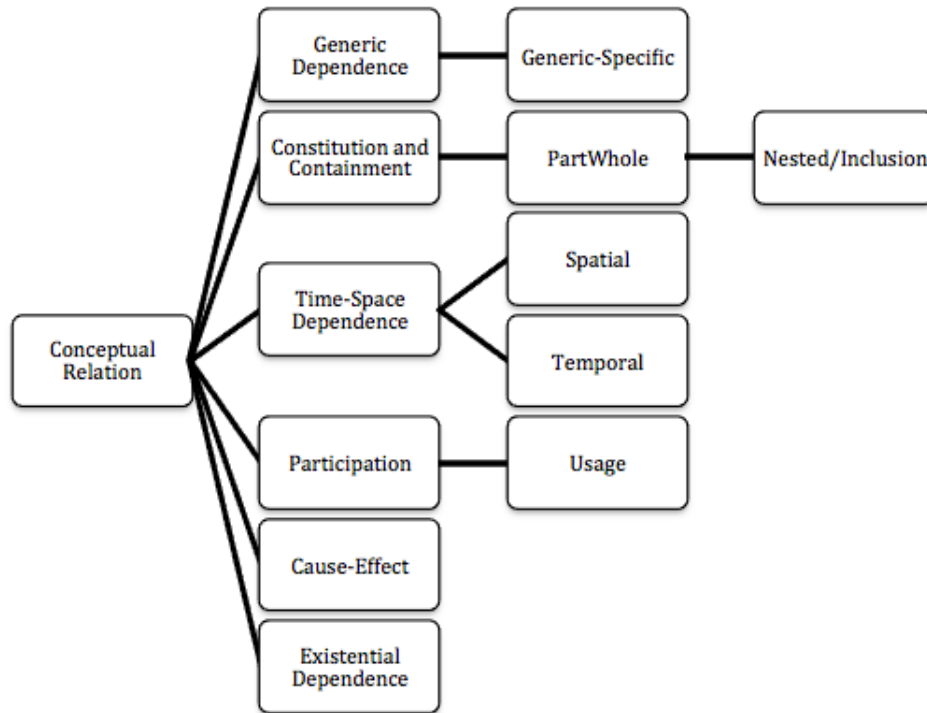 Generic
Dependence
Generic-Specific
Constitution and
Containment
PartWhole
Nested/Inclusion
Spatial
Time-Space
Dependence
Temporal
Conceptual
Relation
Participation
Usage
Cause-Effect
Existential
Dependence